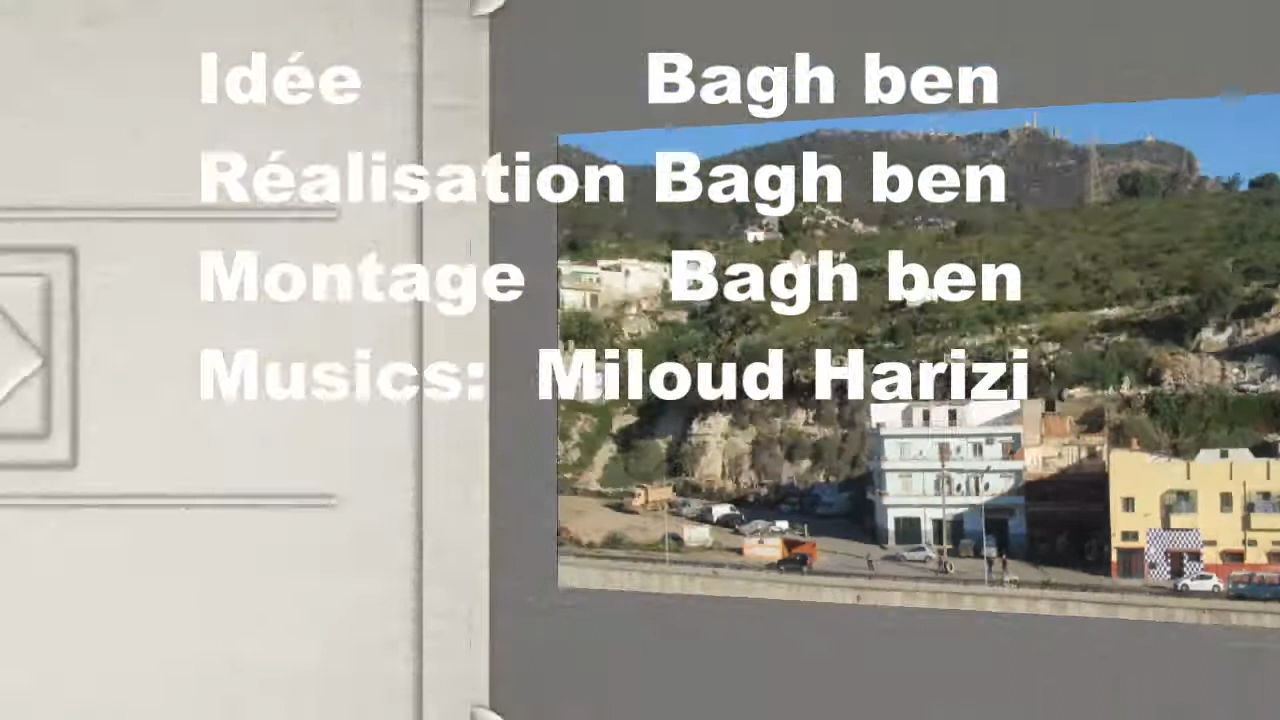 Idée Bagh ben
Réalisation Bagh ben
Montage Bagh ben
Musics: Miloud Harizi